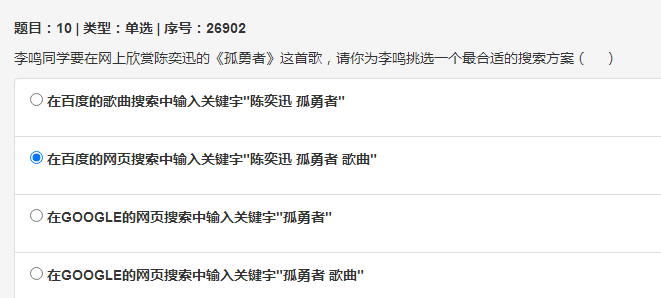 题目：10 | 类型：单选 | 序号：26902
李鸣同学要在网上欣赏陈奕迅的《孤勇者》这首歌，请你为李鸣挑选一个最合适的搜索方案（　　）
在百度的歌曲搜索中输入关键字"陈奕迅 孤勇者"
在百度的网页搜索中输入关键字"陈奕迅 孤勇者 歌曲"
在GOOGLE的网页搜索中输入关键字"孤勇者"
在GOOGLE的网页搜索中输入关键字"孤勇者 歌曲"